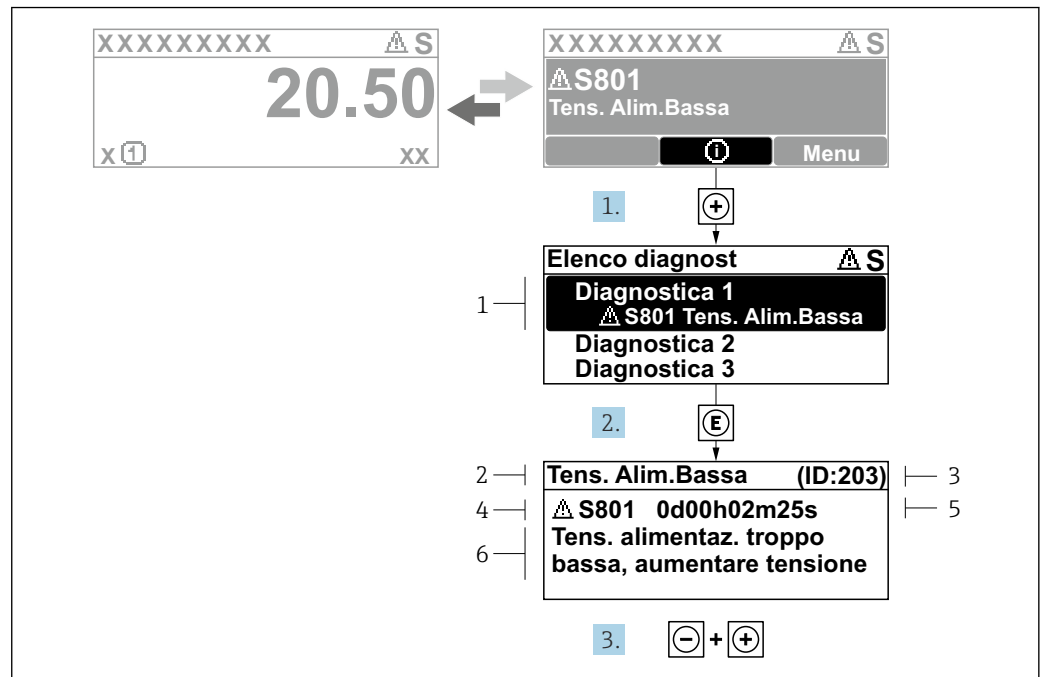 XXXXXXXXX ⚠ S
20.50
x ① xx
XXXXXXXXX ⚠ S
⚠ S801
Tens. Alim.Bassa
ⓘ Menu
1. +
Elenco diagnost ⚠ S
1
Diagnostica 1
⚠ S801 Tens. Alim.Bassa
Diagnostica 2
Diagnostica 3
2. E
2 Tens. Alim.Bassa (ID:203) 3
4 ⚠ S801 0d00h02m25s 5
6
Tens. alimentaz. troppo
bassa, aumentare tensione
3. - + +